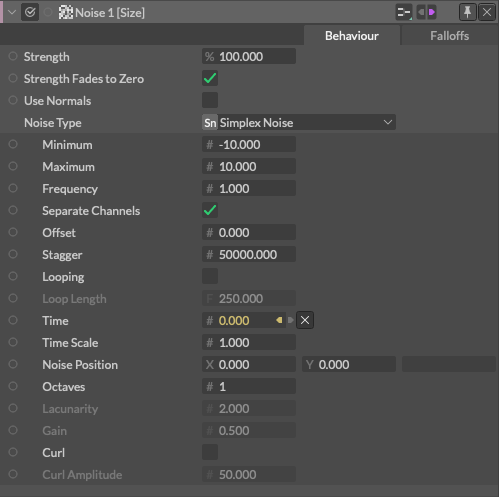 Noise 1 [Size]
Behaviour Falloffs
Strength % 100.000
Strength Fades to Zero
Use Normals
Noise Type Sn Simplex Noise
Minimum # -10.000
Maximum # 10.000
Frequency # 1.000
Separate Channels
Offset # 0.000
Stagger # 50000.000
Looping
Loop Length F 250.000
Time # 0.000
Time Scale # 1.000
Noise Position X 0.000 Y 0.000
Octaves # 1
Lacunarity # 2.000
Gain # 0.500
Curl
Curl Amplitude # 50.000